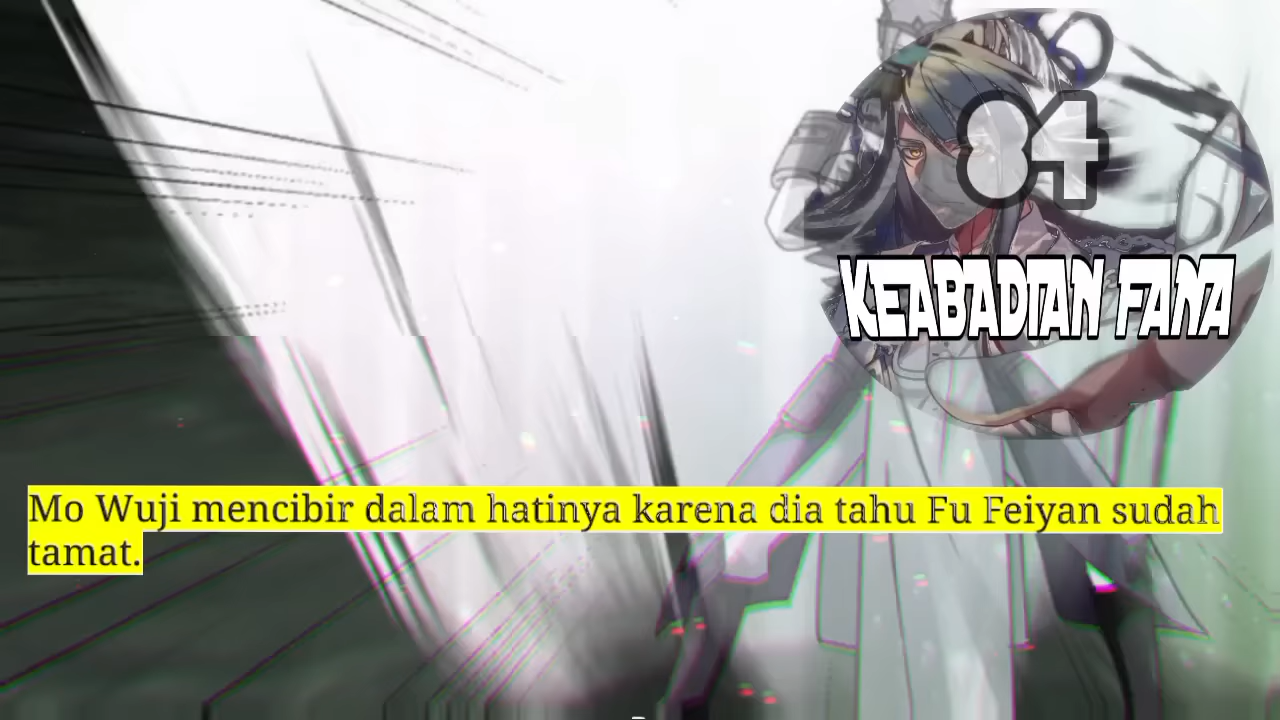 84
KEABADIAN FANA
Mo Wuji mencibir dalam hatinya karena dia tahu Fu Feiyan sudah
tamat.